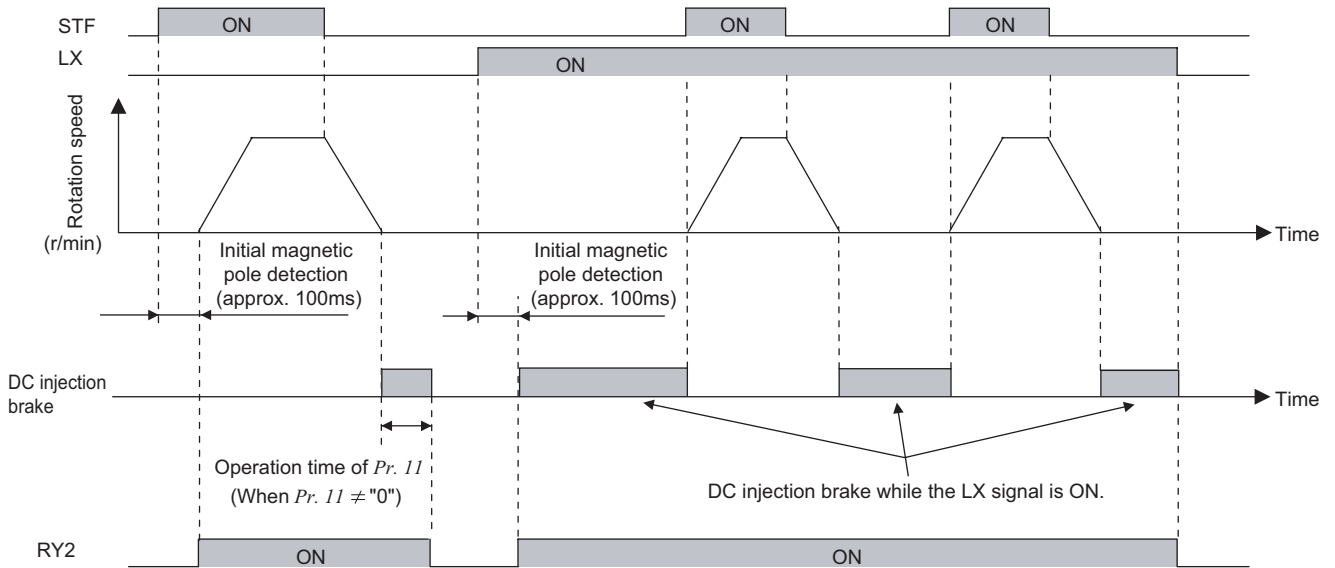 STF
ON
ON
ON
LX
ON
Rotation speed
(r/min)
Time
Initial magnetic
pole detection
(approx. 100ms)
Initial magnetic
pole detection
(approx. 100ms)
DC injection
brake
Time
Operation time of Pr. 11
(When Pr. 11 ≠ "0")
DC injection brake while the LX signal is ON.
RY2
ON
ON